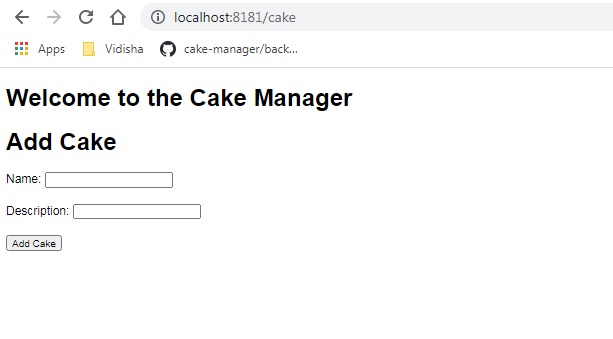 localhost:8181/cake
Apps Vidisha cake-manager/back...
Welcome to the Cake Manager
Add Cake
Name:
Description:
Add Cake